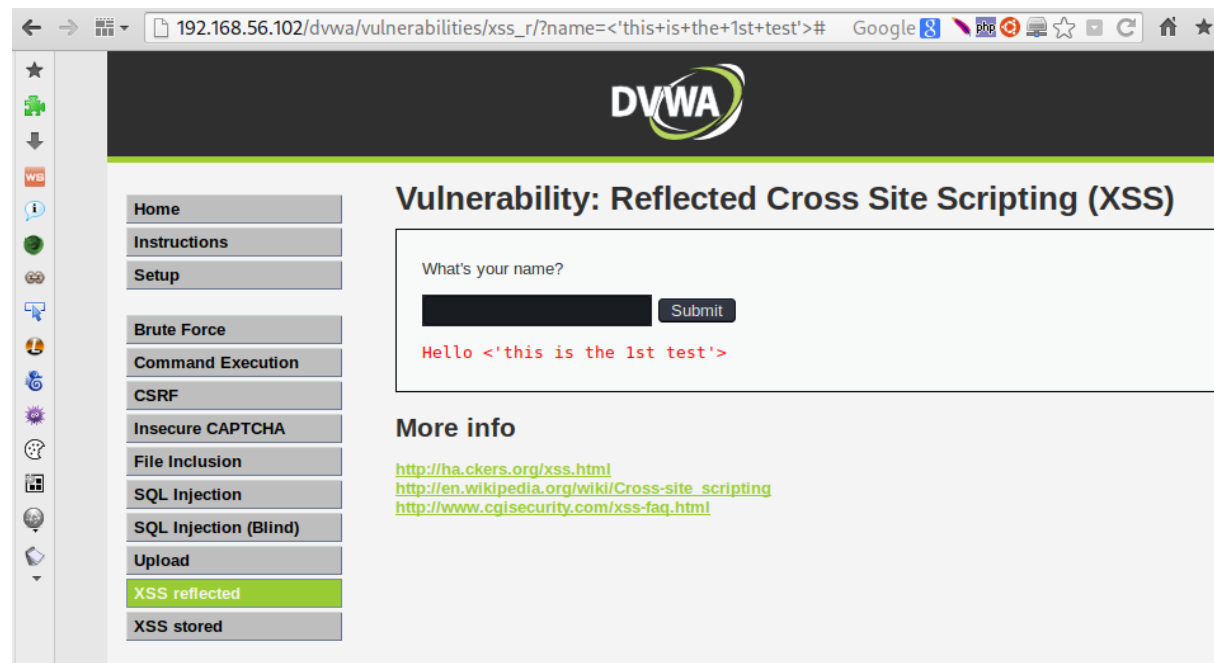 192.168.56.102/dvwa/vulnerabilities/xss_r/?name=<'this+is+the+1st+test'>#
Google 8 php
WS
DVWA
Home
Instructions
Setup
Brute Force
Command Execution
CSRF
Insecure CAPTCHA
File Inclusion
SQL Injection
SQL Injection (Blind)
Upload
XSS reflected
XSS stored
Vulnerability: Reflected Cross Site Scripting (XSS)
What's your name?
Submit
Hello <'this is the 1st test'>
More info
http://ha.ckers.org/xss.html
http://en.wikipedia.org/wiki/Cross-site_scripting
http://www.cgisecurity.com/xss-faq.html